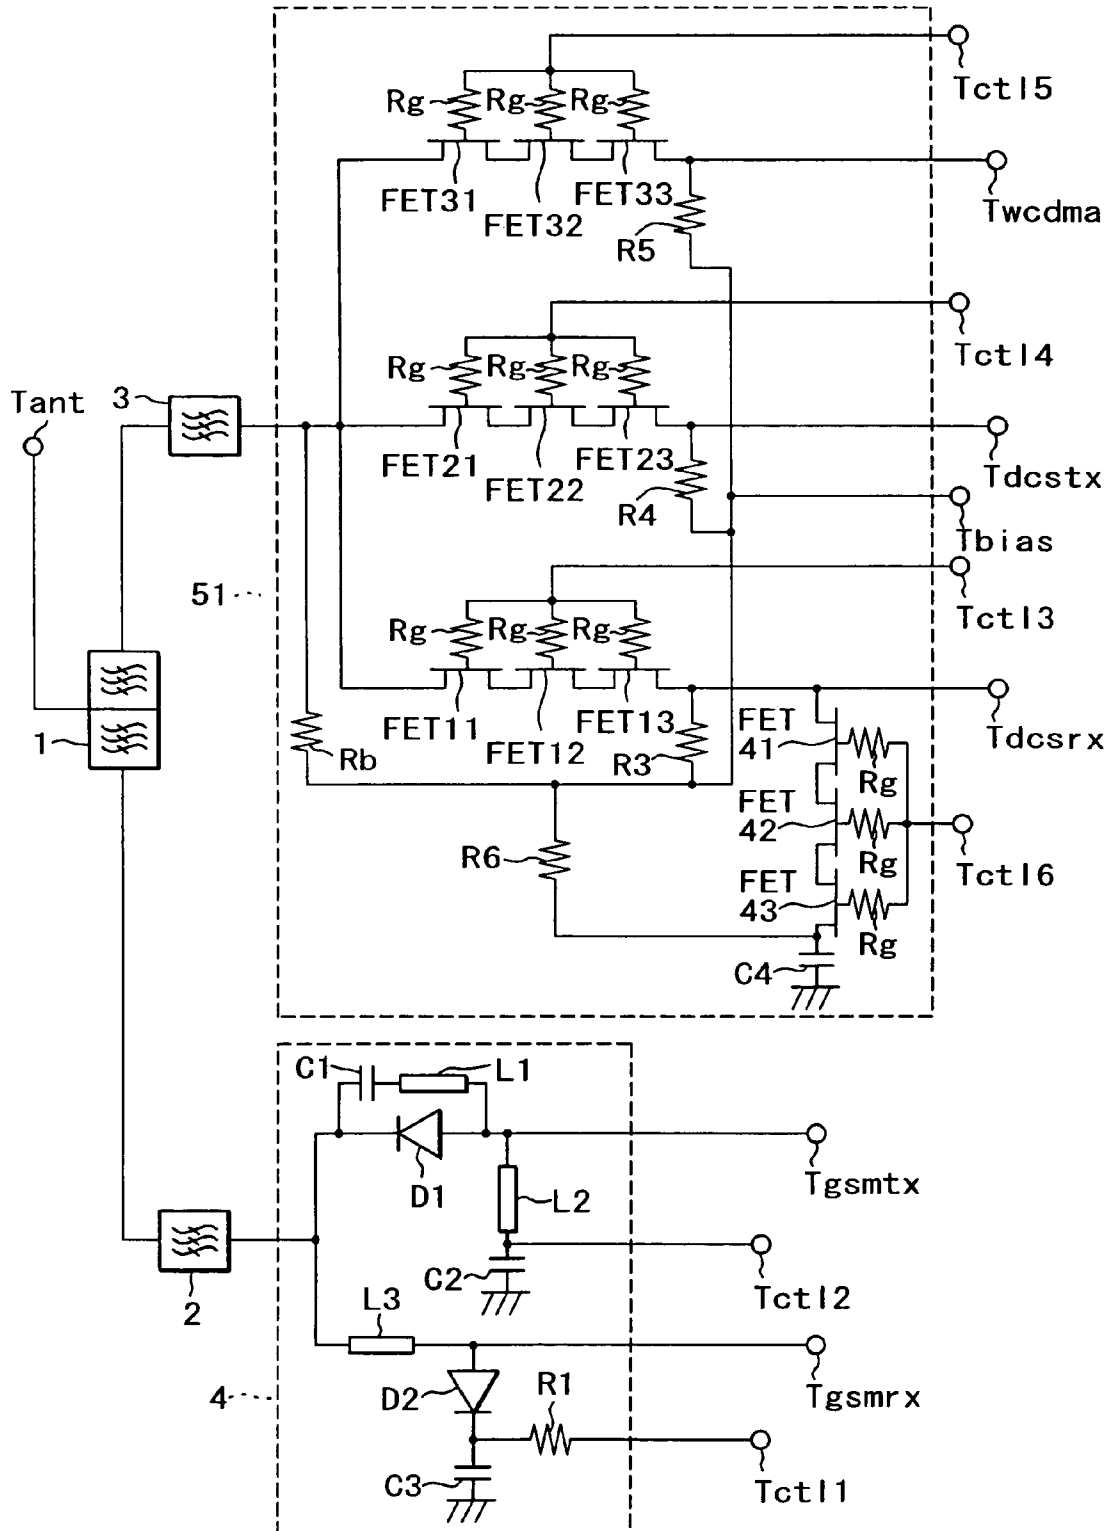 Tctl5
Rg Rg Rg
FET31 FET32 FET33
Twcdma
R5
Tctl4
Rg Rg Rg
Tant
3
FET21 FET22 FET23
Tdcstx
R4
Tbias
51
Tctl3
Rg Rg Rg
FET11 FET12 FET13
FET
41
Tdcsrx
1
Rb
R3
Rg
FET
42
R6
Rg
Tctl6
FET
43
Rg
C4
C1 L1
D1
Tgsmtx
L2
C2
2
Tctl2
L3
4
D2
R1
Tgsmrx
C3
Tctl1